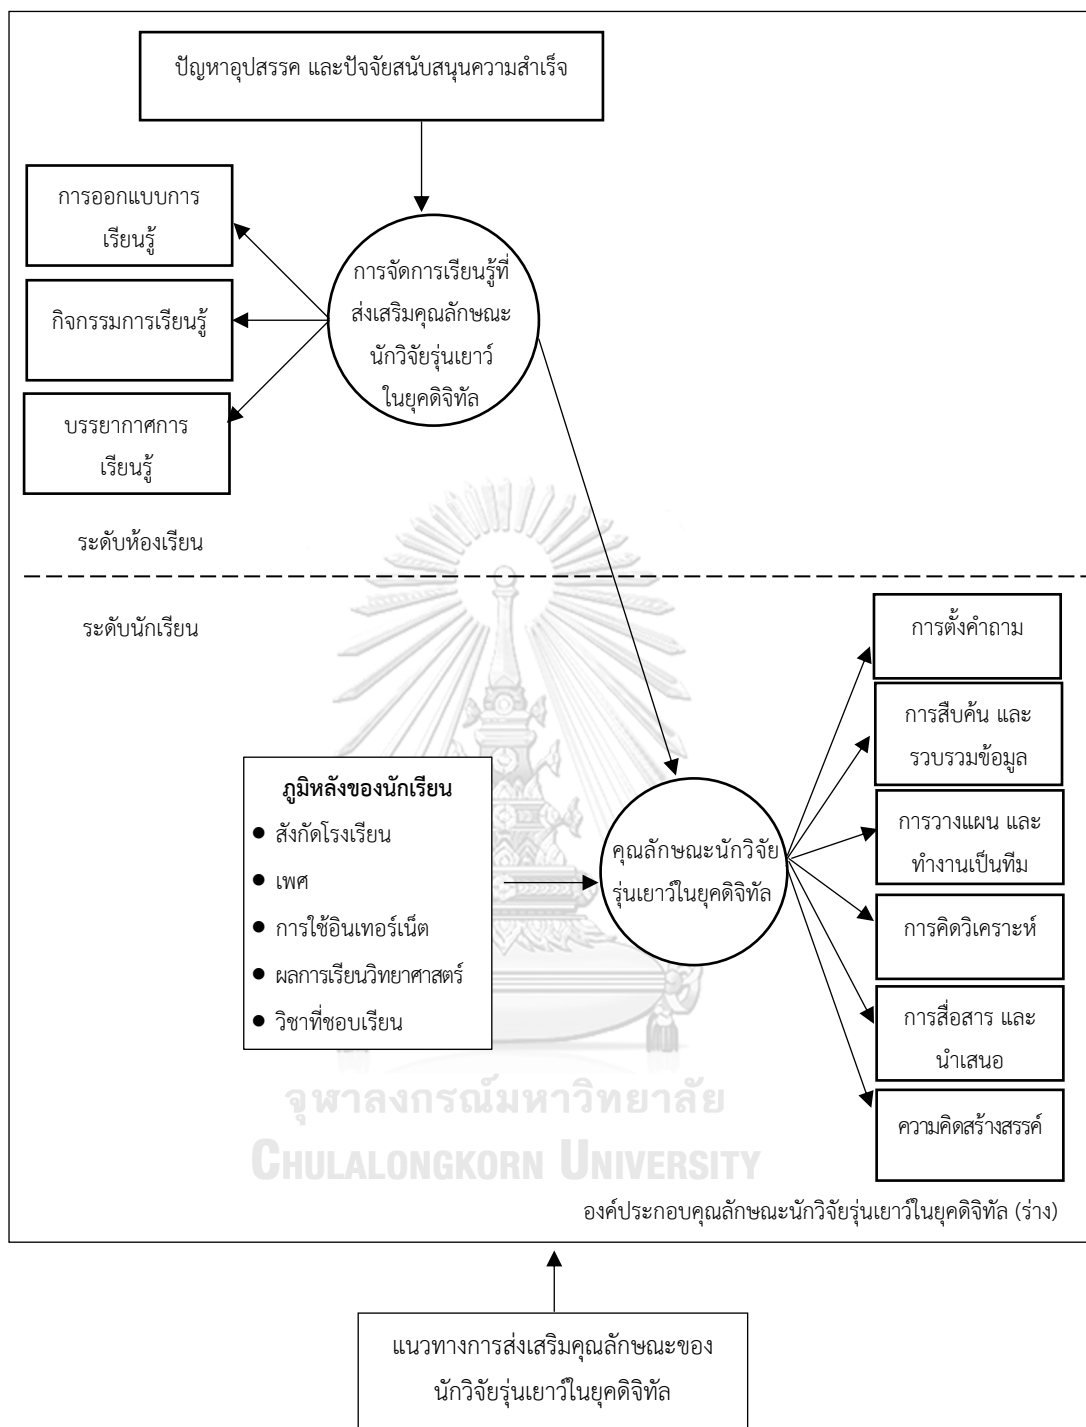 ปัญหาอุปสรรค และปัจจัยสนับสนุนความสำเร็จ
การออกแบบการ
เรียนรู้
กิจกรรมการเรียนรู้
บรรยากาศการ
เรียนรู้
การจัดการเรียนรู้ที่
ส่งเสริมคุณลักษณะ
นักวิจัยรุ่นเยาว์
ในยุคดิจิทัล
ระดับห้องเรียน
ระดับนักเรียน
ภูมิหลังของนักเรียน
● สังกัดโรงเรียน
● เพศ
● การใช้อินเทอร์เน็ต
● ผลการเรียนวิทยาศาสตร์
● วิชาที่ชอบเรียน
คุณลักษณะนักวิจัย
รุ่นเยาว์ในยุคดิจิทัล
การตั้งคำถาม
การสืบค้น และ
รวบรวมข้อมูล
การวางแผน และ
ทำงานเป็นทีม
การคิดวิเคราะห์
การสื่อสาร และ
นำเสนอ
ความคิดสร้างสรรค์
จุฬาลงกรณ์มหาวิทยาลัย
CHULALONGKORN UNIVERSITY
องค์ประกอบคุณลักษณะนักวิจัยรุ่นเยาว์ในยุคดิจิทัล (ร่าง)
แนวทางการส่งเสริมคุณลักษณะของ
นักวิจัยรุ่นเยาว์ในยุคดิจิทัล